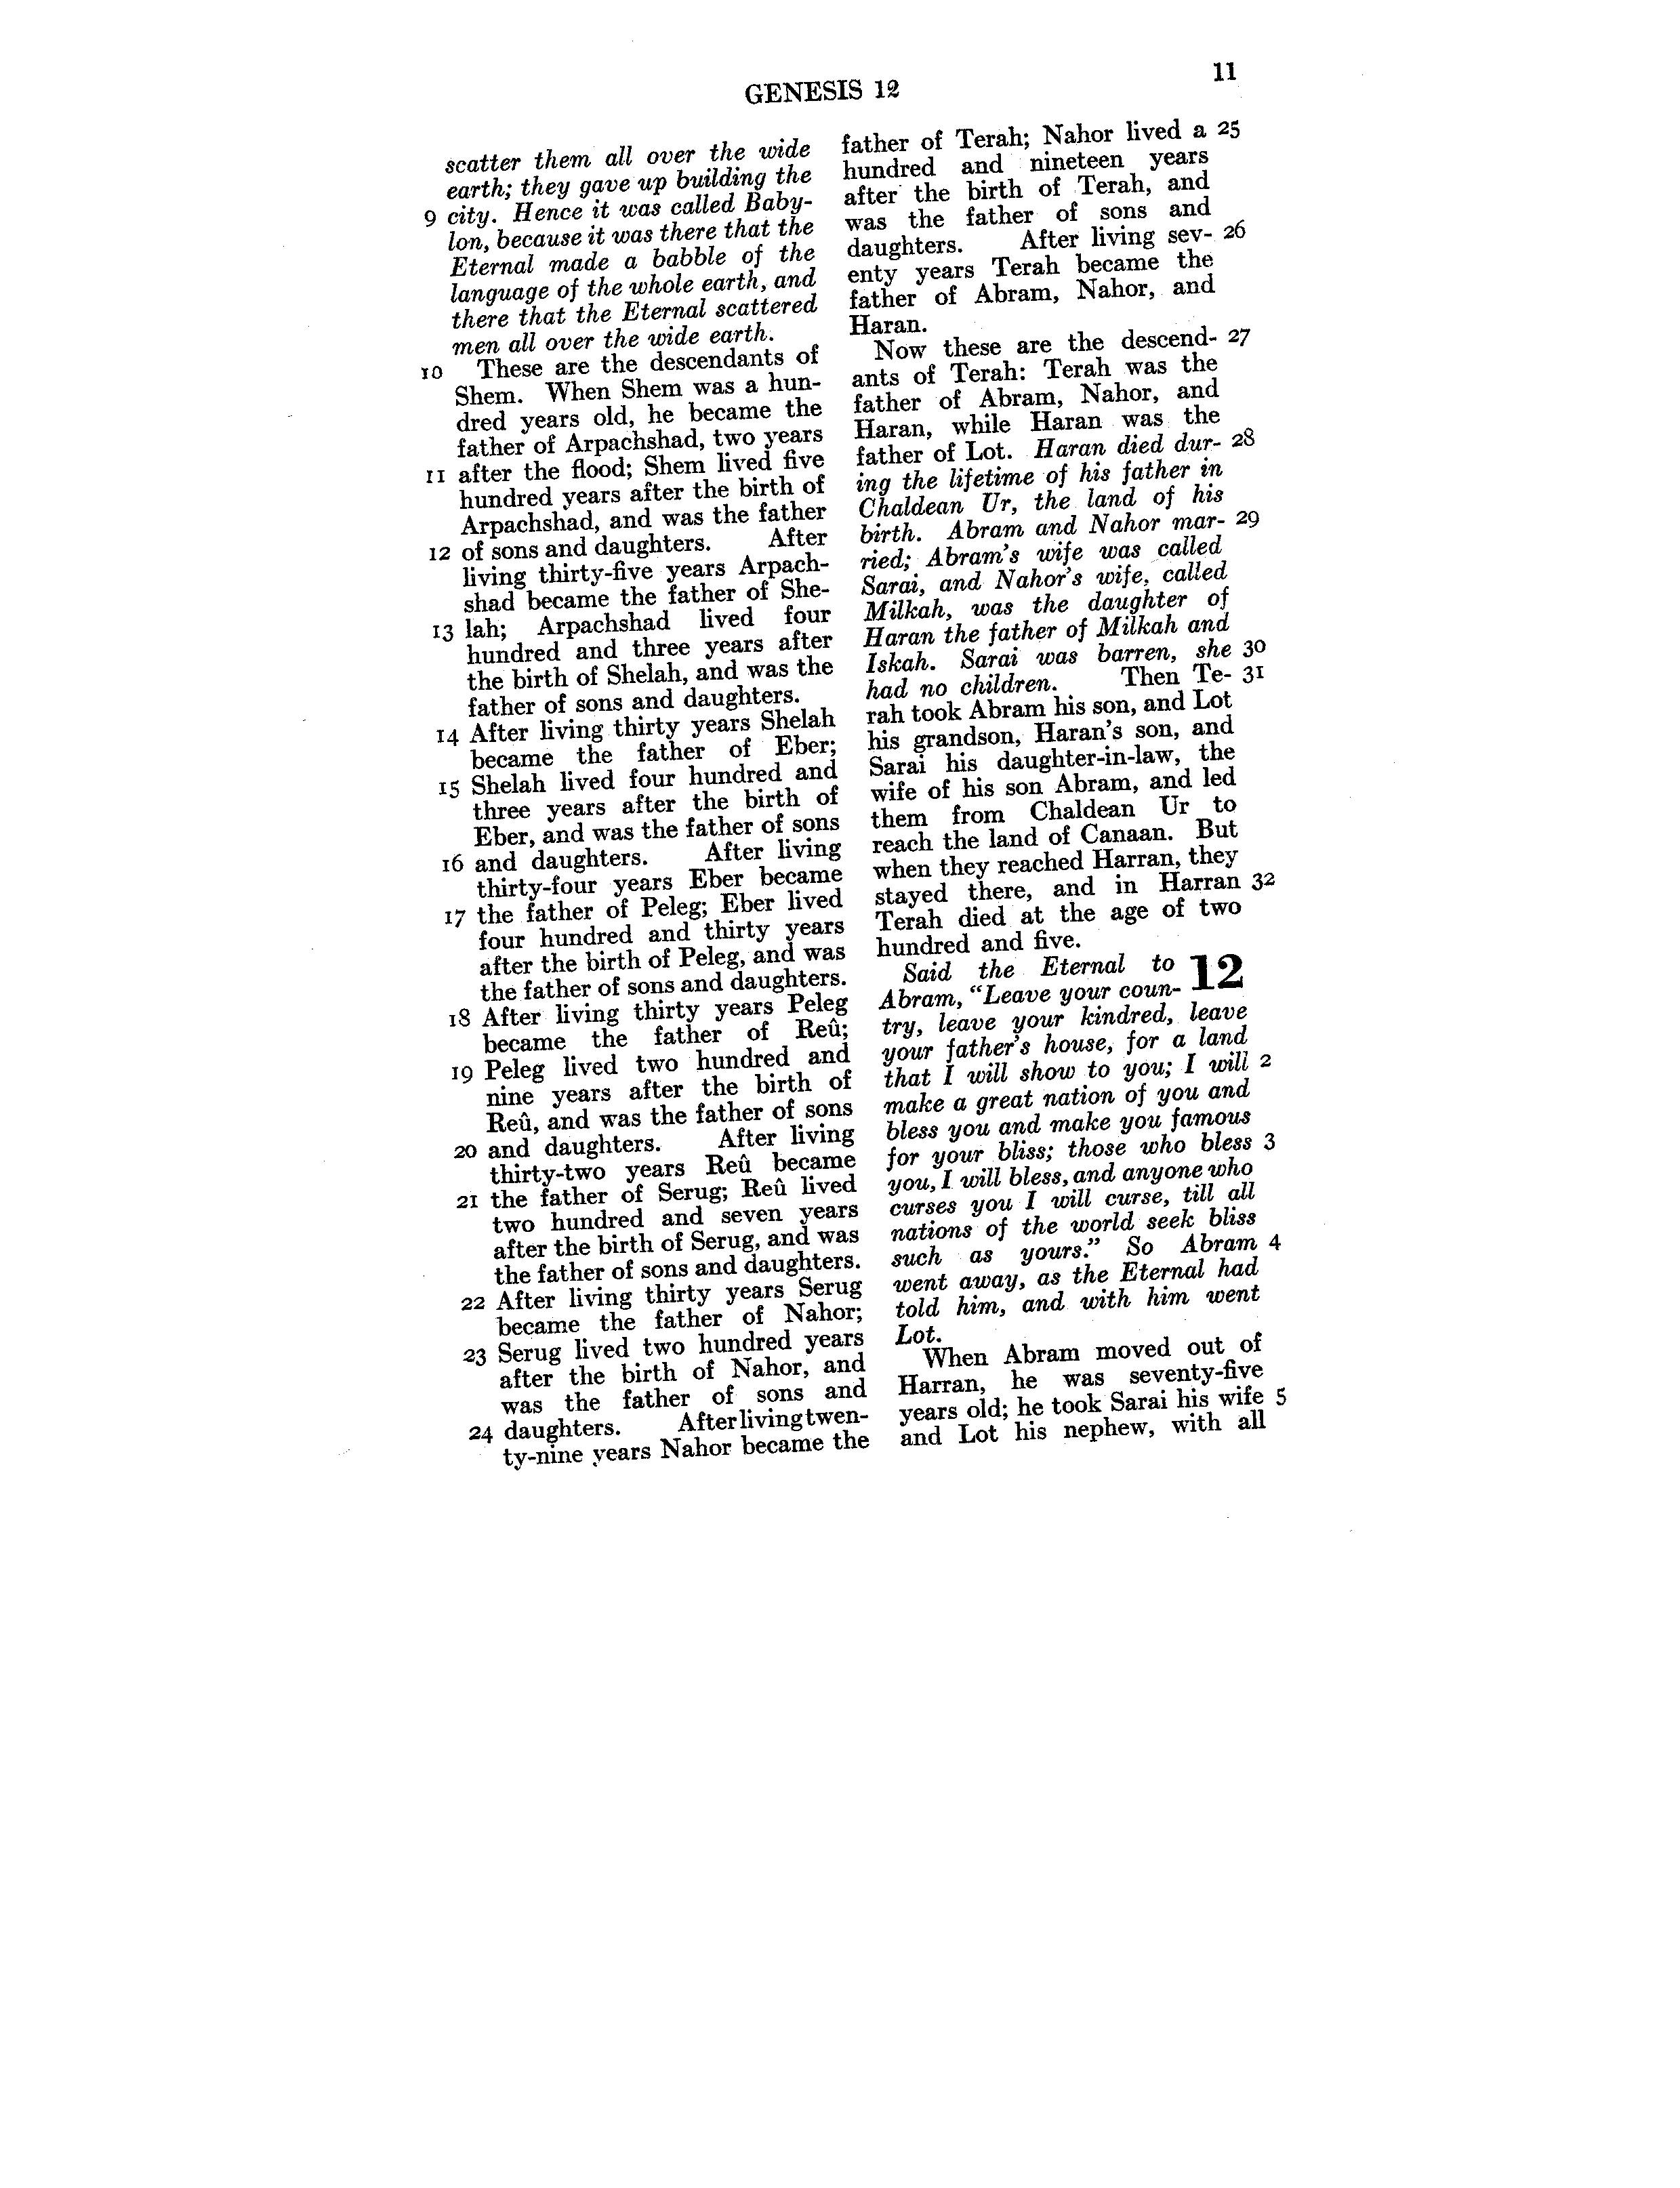 GENESIS 12
11
scatter them all over the wide
earth; they gave up building the
9 city. Hence it was called Baby-
lon, because it was there that the
Eternal made a babble of the
language of the whole earth, and
there that the Eternal scattered
men all over the wide earth.
10 These are the descendants of
Shem. When Shem was a hun-
dred years old, he became the
father of Arpachshad, two years
11 after the flood; Shem lived five
hundred years after the birth of
Arpachshad, and was the father
12 of sons and daughters. After
living thirty-five years Arpach-
shad became the father of She-
13 lah; Arpachshad lived four
hundred and three years after
the birth of Shelah, and was the
father of sons and daughters.
14 After living thirty years Shelah
became the father of Eber;
15 Shelah lived four hundred and
three years after the birth of
Eber, and was the father of sons
16 and daughters. After living
thirty-four years Eber became
17 the father of Peleg; Eber lived
four hundred and thirty years
after the birth of Peleg, and was
the father of sons and daughters.
18 After living thirty years Peleg
became the father of Reû;
19 Peleg lived two hundred and
nine years after the birth of
Reû, and was the father of sons
20 and daughters. After living
thirty-two years Reû became
21 the father of Serug; Reû lived
two hundred and seven years
after the birth of Serug, and was
the father of sons and daughters.
22 After living thirty years Serug
became the father of Nahor;
23 Serug lived two hundred years
after the birth of Nahor, and
was the father of sons and
24 daughters. After living twen-
ty-nine years Nahor became the
father of Terah; Nahor lived a 25
hundred and nineteen years
after the birth of Terah, and
was the father of sons and
daughters. After living sev- 26
enty years Terah became the
father of Abram, Nahor, and
Haran.
Now these are the descend- 27
ants of Terah: Terah was the
father of Abram, Nahor, and
Haran, while Haran was the
father of Lot. Haran died dur- 28
ing the lifetime of his father in
Chaldean Ur, the land of his
birth. Abram and Nahor mar- 29
ried; Abram's wife was called
Sarai, and Nahor's wife, called
Milkah, was the daughter of
Haran the father of Milkah and
Iskah. Sarai was barren, she 30
had no children. Then Te- 31
rah took Abram his son, and Lot
his grandson, Haran's son, and
Sarai his daughter-in-law, the
wife of his son Abram, and led
them from Chaldean Ur to
reach the land of Canaan. But
when they reached Harran, they
stayed there, and in Harran 32
Terah died at the age of two
hundred and five.
Said the Eternal to 12
Abram, “Leave your coun-
try, leave your kindred, leave
your father's house, for a land
that I will show to you; I will 2
make a great nation of you and
bless you and make you famous
for your bliss; those who bless 3
you, I will bless, and anyone who
curses you I will curse, till all
nations of the world seek bliss
such as yours.” So Abram 4
went away, as the Eternal had
told him, and with him went
Lot.
When Abram moved out of
Harran, he was seventy-five
years old; he took Sarai his wife 5
and Lot his nephew, with all